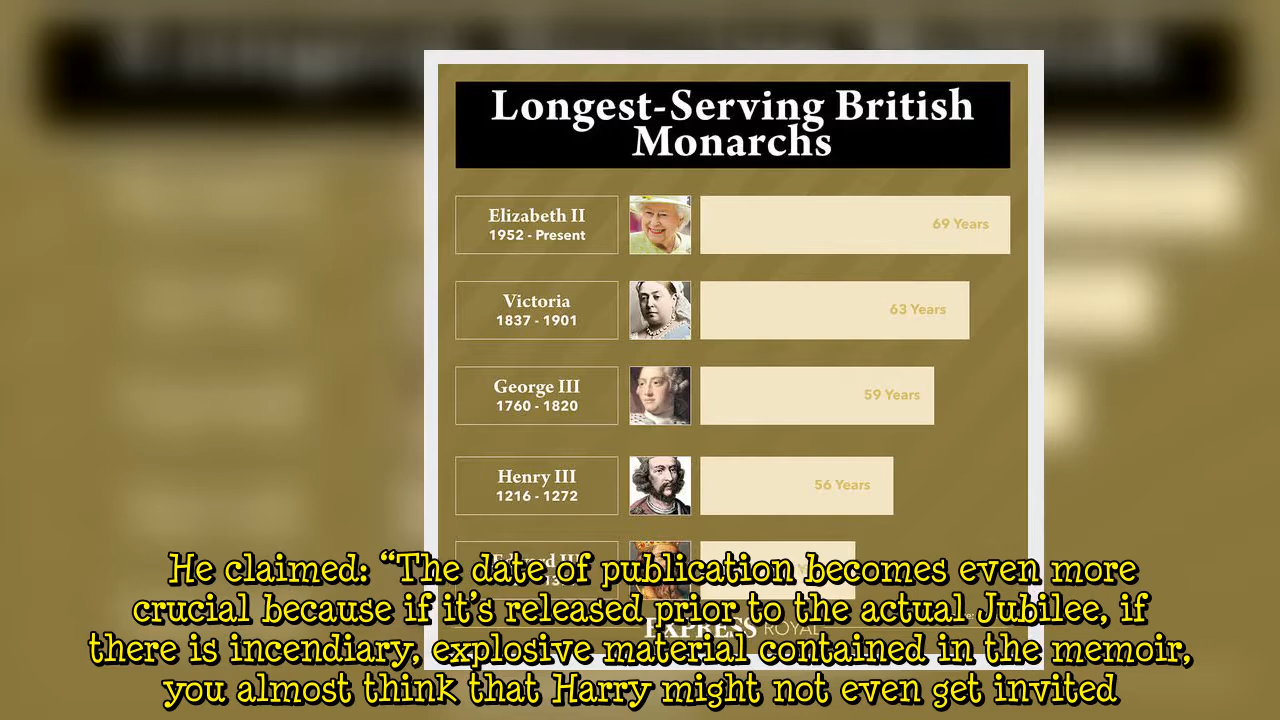 Longest-Serving British
Monarchs
Elizabeth II
1952 - Present
69 Years
Victoria
1837 - 1901
63 Years
George III
1760 - 1820
59 Years
Henry III
1216 - 1272
56 Years
He claimed: “The date of publication becomes even more
crucial because if it's released prior to the actual Jubilee, if
EXPRESS ROYAL
there is incendiary, explosive material contained in the memoir,
you almost think that Harry might not even get invited